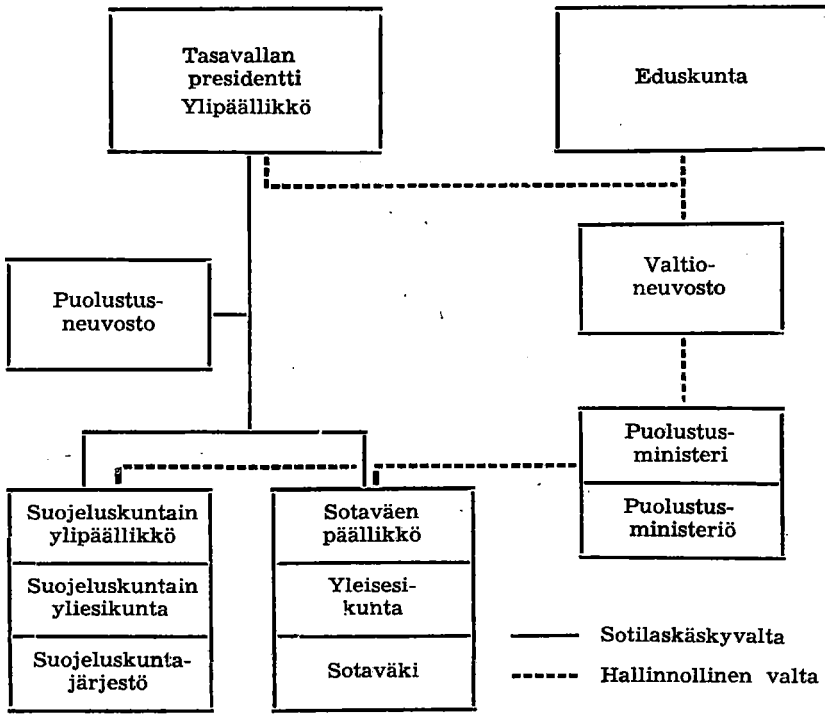 Tasavallan
presidentti
Ylipäällikkö
Eduskunta
Puolustus-
neuvosto
Valtio-
neuvosto
Puolustus-
ministeri
Puolustus-
ministeriö
Suojeluskuntain
ylipäällikkö
Suojeluskuntain
yliesikunta
Suojeluskunta-
järjestö
Sotaväen
päällikkö
Yleisesi-
kunta
Sotaväki
Sotilaskäskyvalta
Hallinnollinen valta